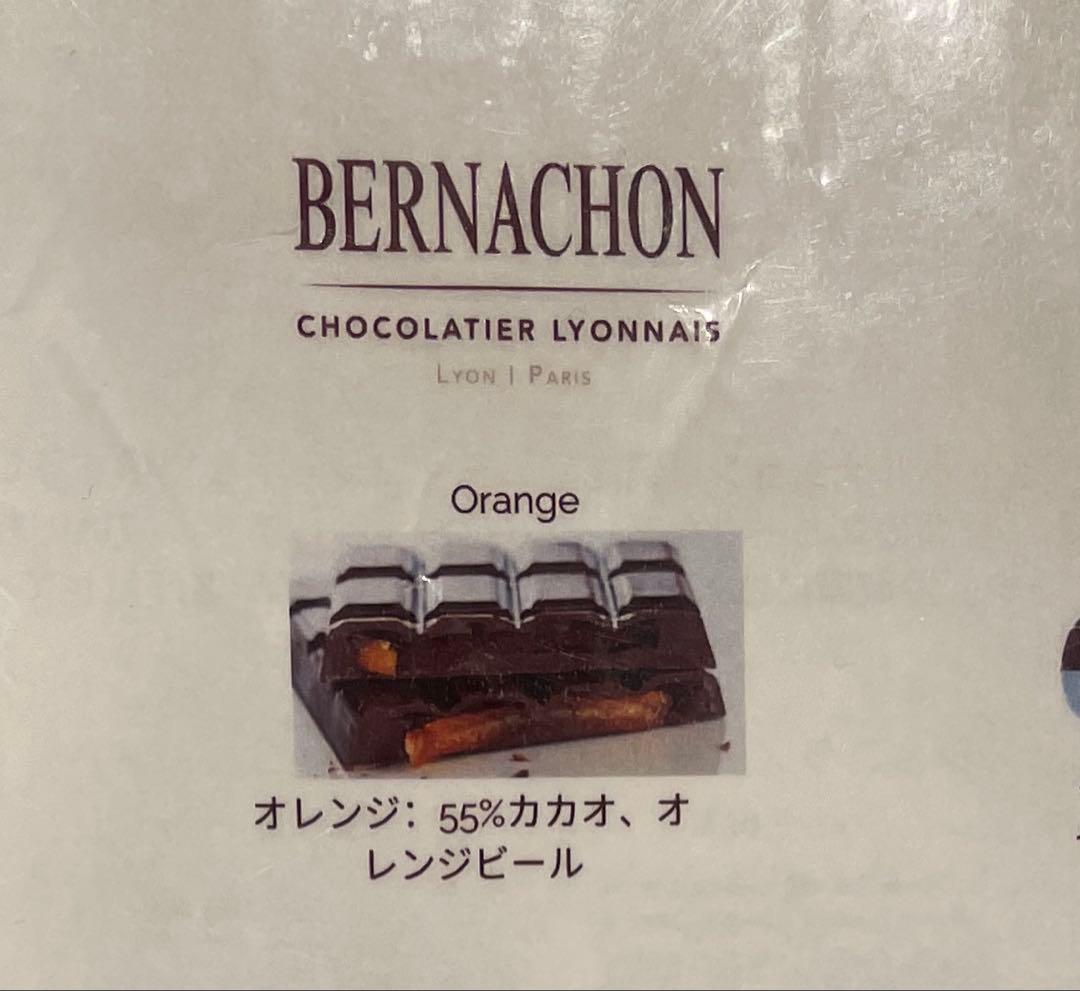 BERNACHON
CHOCOLATIER LYONNAIS
LYON | PARIS
Orange
オレンジ：55%カカオ、オ
レンジビール